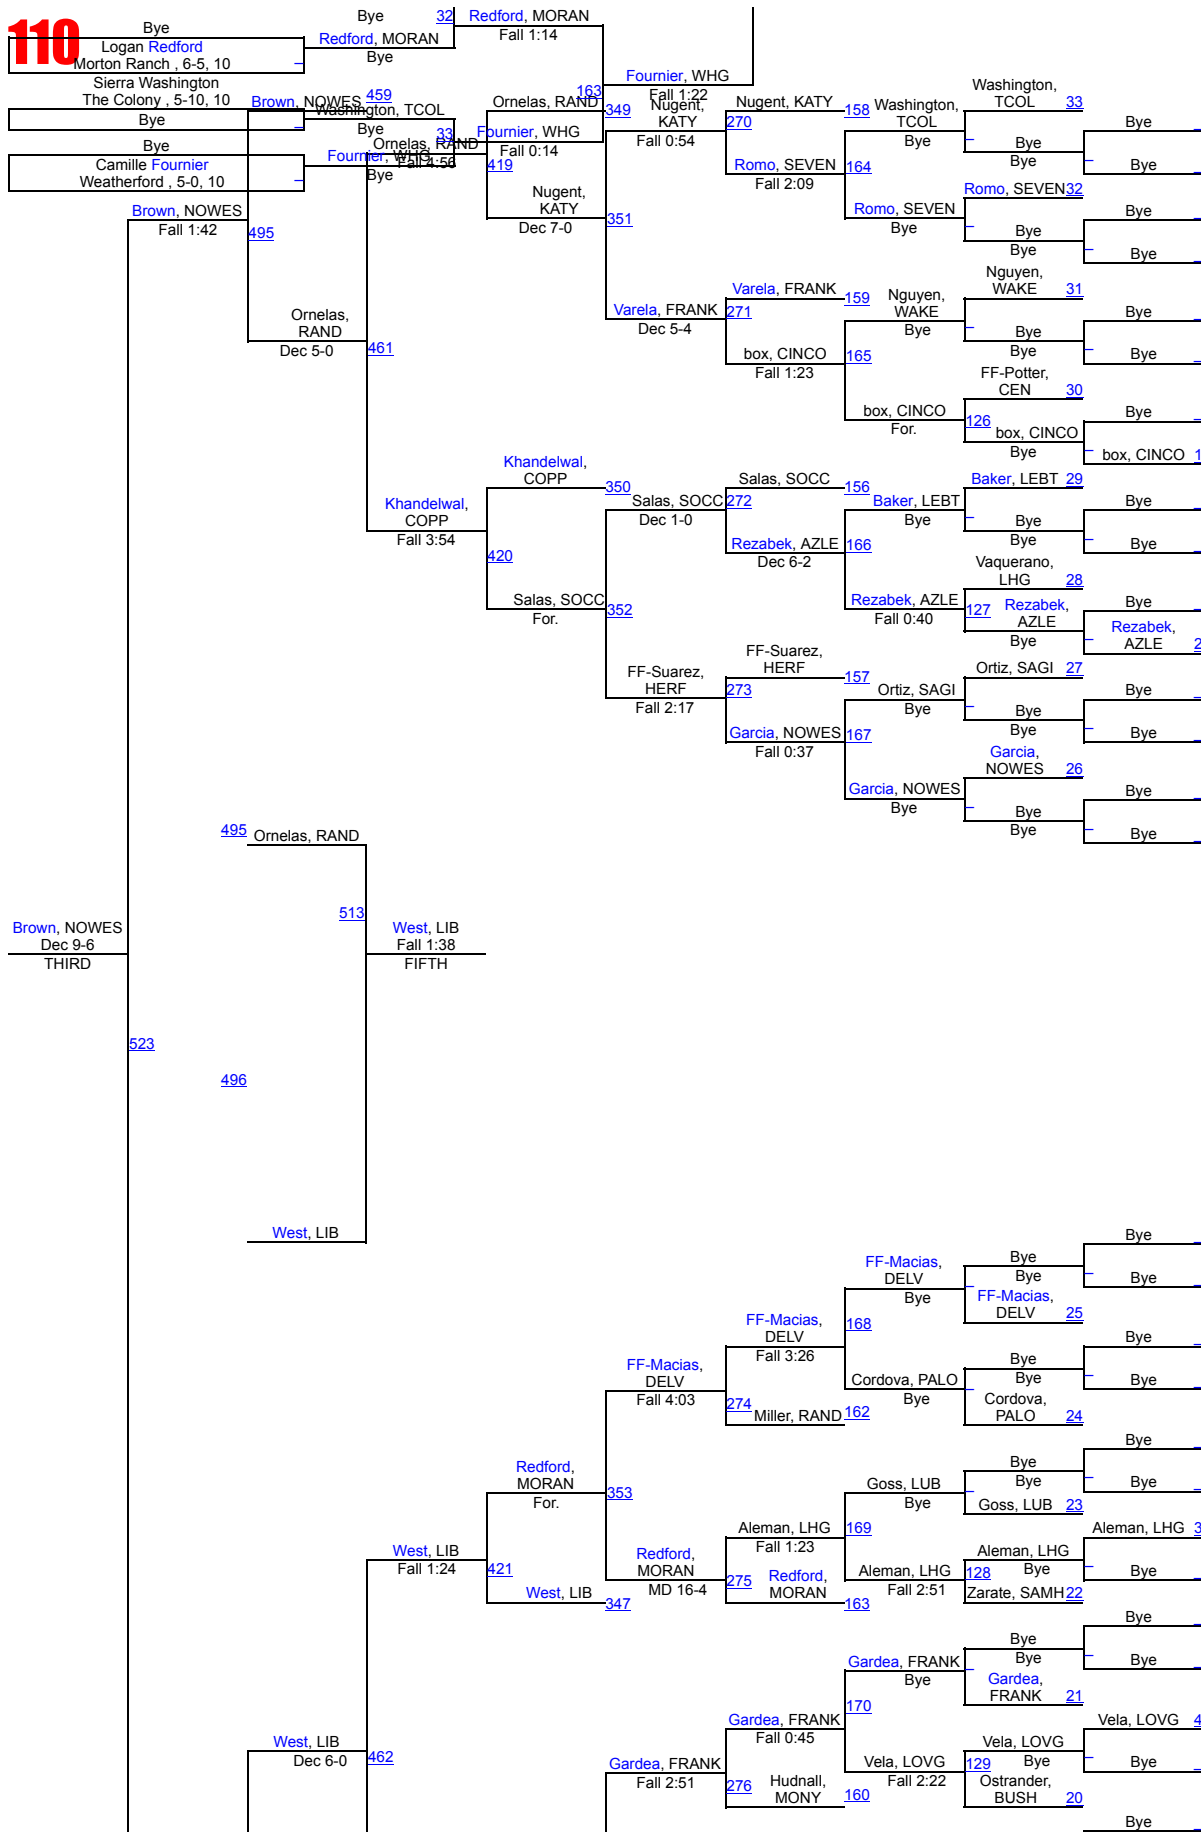 110
Bye
Logan Redford
Morton Ranch , 6-5, 10
Sierra Washington
The Colony , 5-10, 10
Bye
Bye
Camille Fournier
Weatherford , 5-0, 10
Bye
Redford, MORAN
Bye
32
Redford, MORAN
Fall 1:14
Washington, TCOL
Bye
33
Fournier, WHG
Bye
Fournier, WHG
Fall 0:14
163
Fournier, WHG
Fall 1:22
Brown, NOWES
459
Fall 4:56
Ornelas, RAND
419
Ornelas, RAND
349
Nugent,
KATY
Dec 7-0
351
Nugent,
KATY
Fall 0:54
270
Nugent, KATY
158
Romo, SEVEN
Fall 2:09
164
Washington,
TCOL
Bye
Washington,
TCOL
33
Bye
Bye
Bye
Bye
Romo, SEVEN
Bye
Romo, SEVEN
32
Bye
Bye
Bye
Bye
Brown, NOWES
Fall 1:42
495
Ornelas,
RAND
Dec 5-0
461
Varela, FRANK
Dec 5-4
271
Varela, FRANK
159
box, CINCO
Fall 1:23
165
Nguyen,
WAKE
Bye
Nguyen,
WAKE
31
Bye
Bye
Bye
Bye
box, CINCO
For.
126
FF-Potter,
CEN
30
box, CINCO
Bye
Bye
box, CINCO
1
Khandelwal,
COPP
Fall 3:54
420
Khandelwal,
COPP
350
Salas, SOCC
For.
352
Salas, SOCC
Dec 1-0
272
Salas, SOCC
156
Rezabek, AZLE
Dec 6-2
166
Baker, LEBT
Bye
Baker, LEBT
29
Bye
Bye
Bye
Bye
Rezabek, AZLE
Fall 0:40
127
Vaquerano,
LHG
28
Rezabek,
AZLE
Bye
Bye
Rezabek,
AZLE
2
FF-Suarez,
HERF
Fall 2:17
273
FF-Suarez,
HERF
157
Garcia, NOWES
Fall 0:37
167
Ortiz, SAGI
Bye
Ortiz, SAGI
27
Bye
Bye
Bye
Bye
Garcia, NOWES
Bye
Garcia,
NOWES
26
Bye
Bye
Bye
Bye
495
Ornelas, RAND
513
West, LIB
Fall 1:38
FIFTH
Brown, NOWES
Dec 9-6
THIRD
523
496
West, LIB
FF-Macias,
DELV
Bye
168
Bye
Bye
FF-Macias,
DELV
25
Bye
Bye
FF-Macias,
DELV
Fall 3:26
Cordova, PALO
Bye
Bye
Bye
Cordova,
PALO
24
Bye
Bye
FF-Macias,
DELV
Fall 4:03
274
Miller, RAND
162
Redford,
MORAN
For.
353
Goss, LUB
Bye
Bye
Bye
Goss, LUB
23
Bye
Bye
Aleman, LHG
Fall 1:23
169
Aleman, LHG
Fall 2:51
128
Aleman, LHG
Bye
Zarate, SAMH
22
Aleman, LHG
3
Bye
Redford,
MORAN
MD 16-4
275
Redford,
MORAN
163
West, LIB
Fall 1:24
421
West, LIB
347
Gardea, FRANK
Bye
170
Bye
Bye
Gardea,
FRANK
21
Bye
Bye
Gardea, FRANK
Fall 0:45
Vela, LOVG
Fall 2:22
129
Vela, LOVG
Bye
Ostrander,
BUSH
20
Vela, LOVG
4
Bye
West, LIB
Dec 6-0
462
Gardea, FRANK
Fall 2:51
276
Hudnall,
MONY
160
Bye